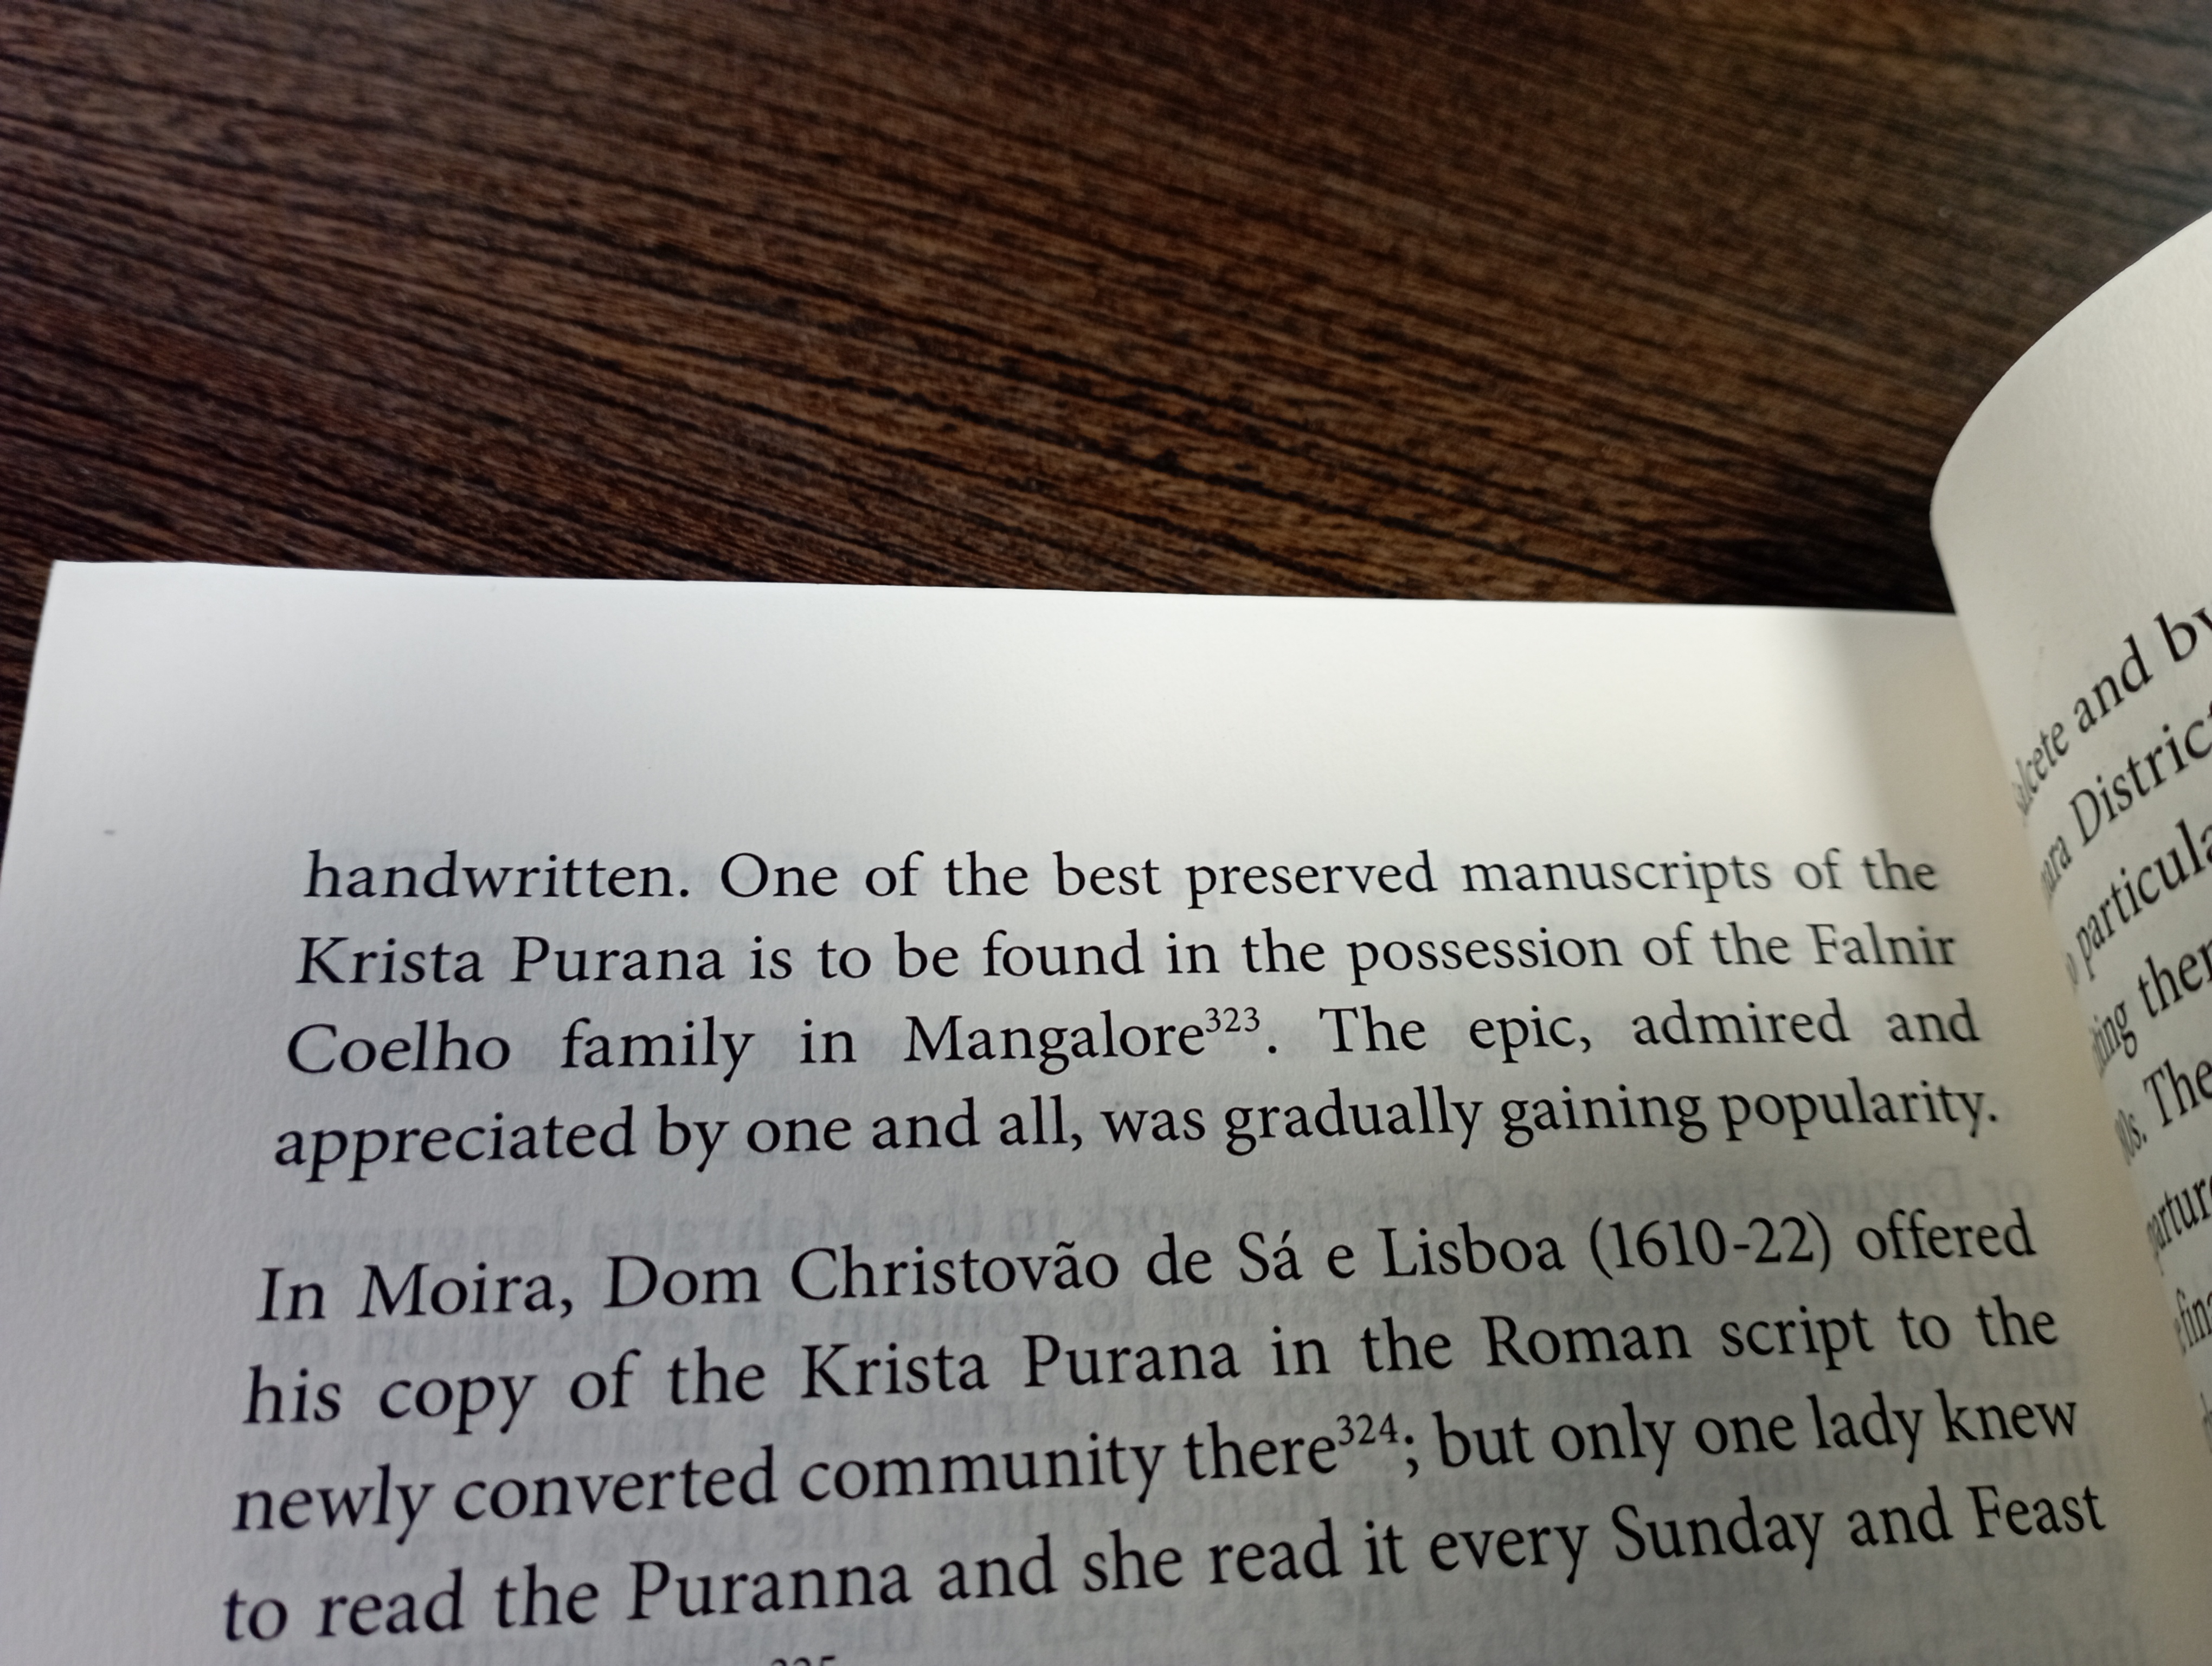 handwritten. One of the best preserved manuscripts of the
Krista Purana is to be found in the possession of the Falnir
Coelho family in Mangalore³²³. The epic, admired and
appreciated by one and all, was gradually gaining popularity.
In Moira, Dom Christovão de Sá e Lisboa (1610-22) offered
his copy of the Krista Purana in the Roman script to the
newly converted community there³²⁴; but only one lady knew
to read the Puranna and she read it every Sunday and Feast
and by
particula
The